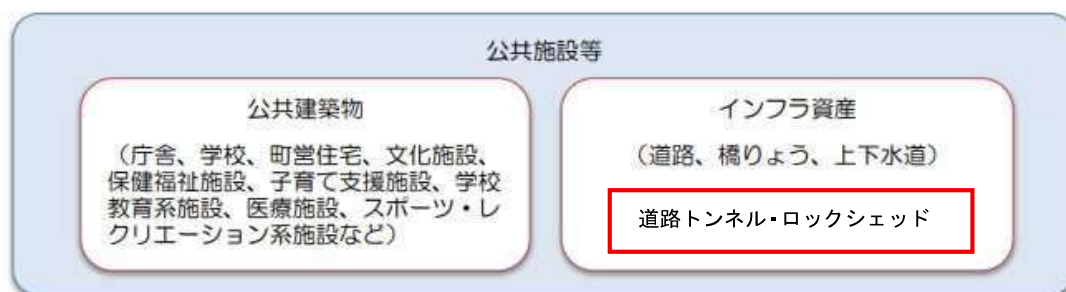 公共施設等
公共建築物
（庁舎、学校、町営住宅、文化施設、
保健福祉施設、子育て支援施設、学校
教育系施設、医療施設、スポーツ・レ
クリエーション系施設など）
インフラ資産
（道路、橋りょう、上下水道）
道路トンネル・ロックシェッド